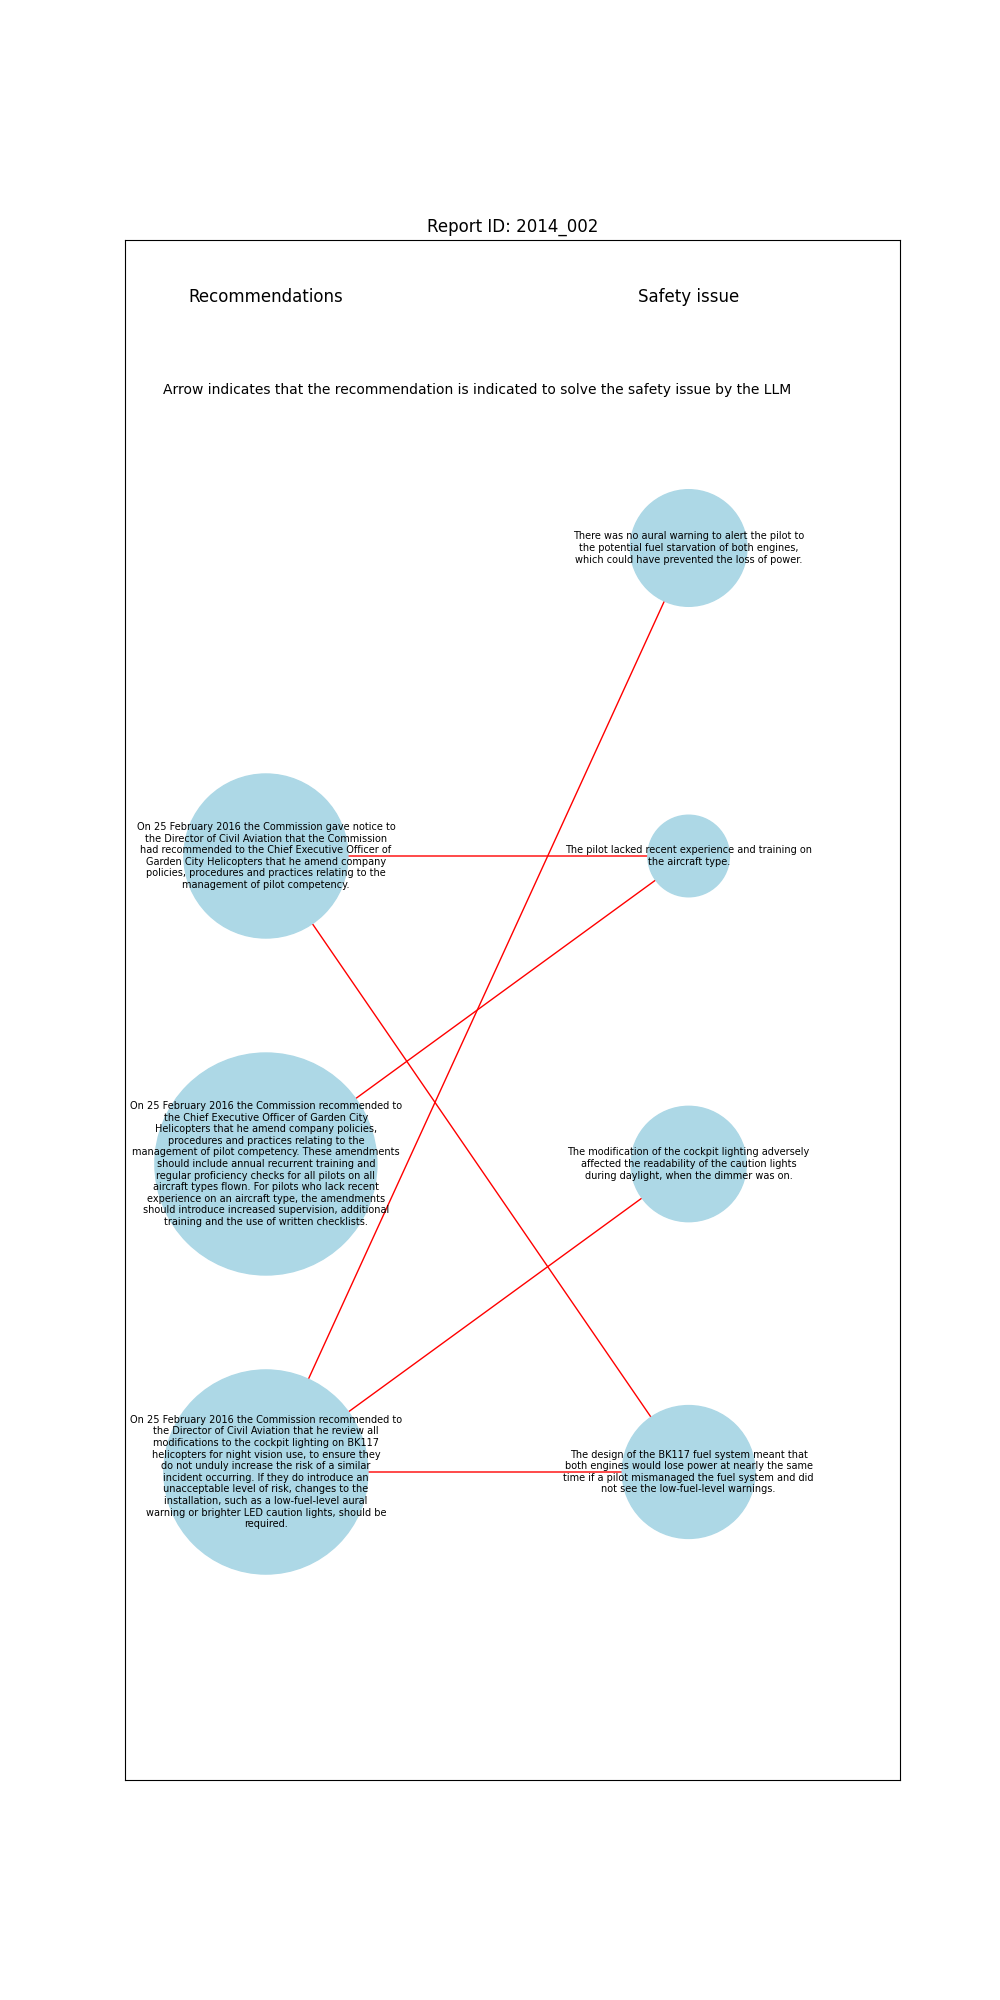 Report ID: 2014_002
Recommendations
Safety issue
Arrow indicates that the recommendation is indicated to solve the safety issue by the LLM
There was no aural warning to alert the pilot to
the potential fuel starvation of both engines,
which could have prevented the loss of power.
On 25 February 2016 the Commission gave notice to
the Director of Civil Aviation that the Commission
had recommended to the Chief Executive Officer of
Garden City Helicopters that he amend company
policies, procedures and practices relating to the
management of pilot competency.
The pilot lacked recent experience and training on
the aircraft type.
On 25 February 2016 the Commission recommended to
the Chief Executive Officer of Garden City
Helicopters that he amend company policies,
procedures and practices relating to the
management of pilot competency. These amendments
should include annual recurrent training and
regular proficiency checks for all pilots on all
aircraft types flown. For pilots who lack recent
experience on an aircraft type, the amendments
should introduce increased supervision, additional
training and the use of written checklists.
The modification of the cockpit lighting adversely
affected the readability of the caution lights
during daylight, when the dimmer was on.
On 25 February 2016 the Commission recommended to
the Director of Civil Aviation that he review all
modifications to the cockpit lighting on BK117
helicopters for night vision use, to ensure they
do not unduly increase the risk of a similar
incident occurring. If they do introduce an
unacceptable level of risk, changes to the
installation, such as a low-fuel-level aural
warning or brighter LED caution lights, should be
required.
The design of the BK117 fuel system meant that
both engines would lose power at nearly the same
time if a pilot mismanaged the fuel system and did
not see the low-fuel-level warnings.